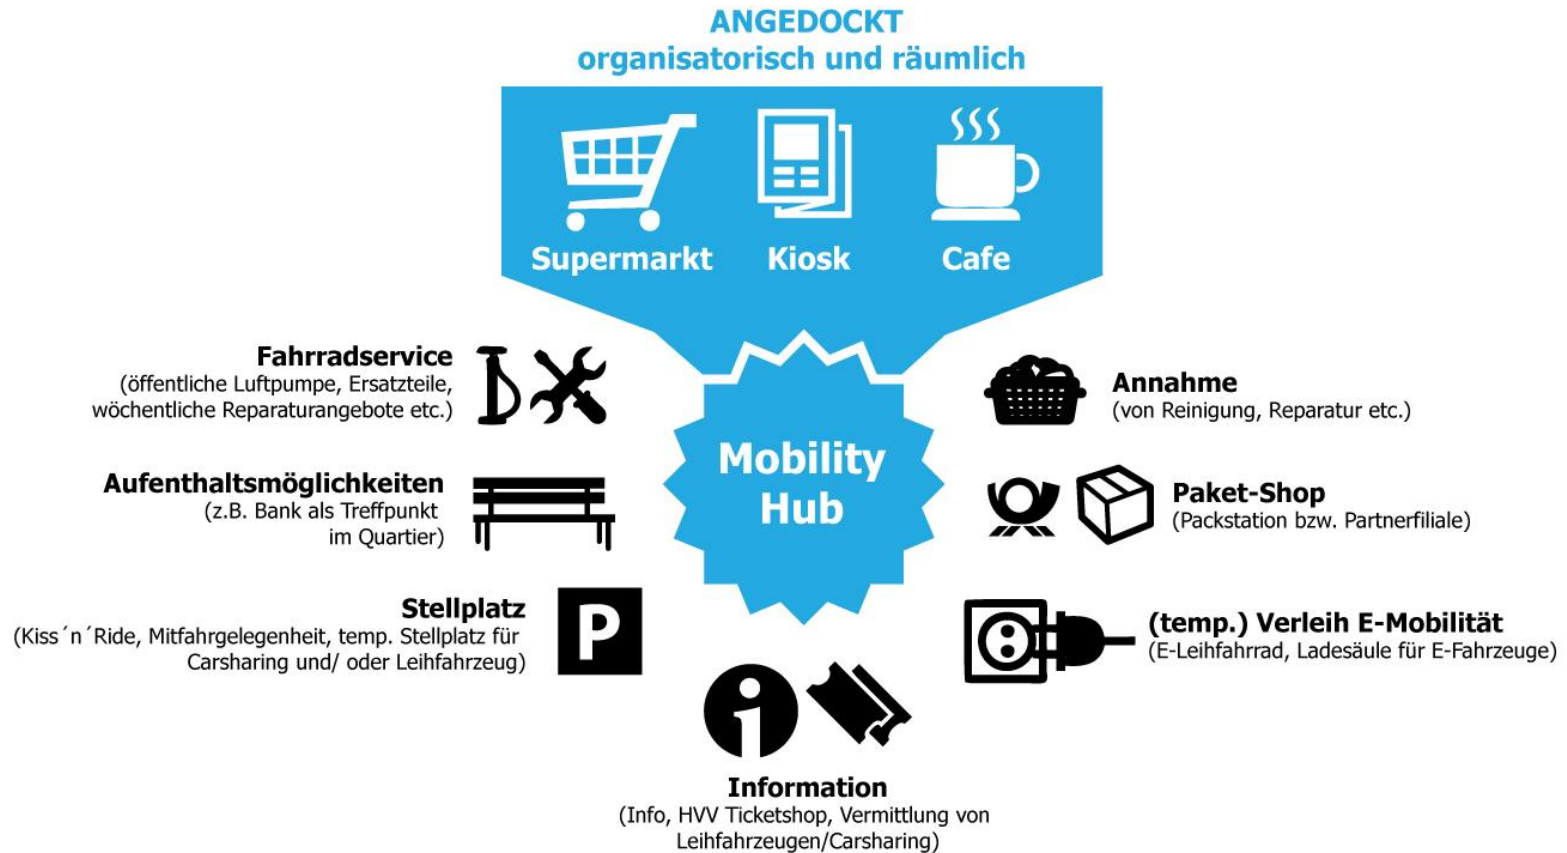 ANGEDOCKT
organisatorisch und räumlich
Supermarkt
Kiosk
Cafe
Mobility
Hub
Fahrradservice
(öffentliche Luftpumpe, Ersatzteile,
wöchentliche Reparaturangebote etc.)
Aufenthaltsmöglichkeiten
(z.B. Bank als Treffpunkt
im Quartier)
Stellplatz
(Kiss´n´Ride, Mitfahrgelegenheit, temp. Stellplatz für
Carsharing und/ oder Leihfahrzeug)
P
Information
(Info, HVV Ticketshop, Vermittlung von
Leihfahrzeugen/Carsharing)
Annahme
(von Reinigung, Reparatur etc.)
Paket-Shop
(Packstation bzw. Partnerfiliale)
(temp.) Verleih E-Mobilität
(E-Leihfahrrad, Ladesäule für E-Fahrzeuge)